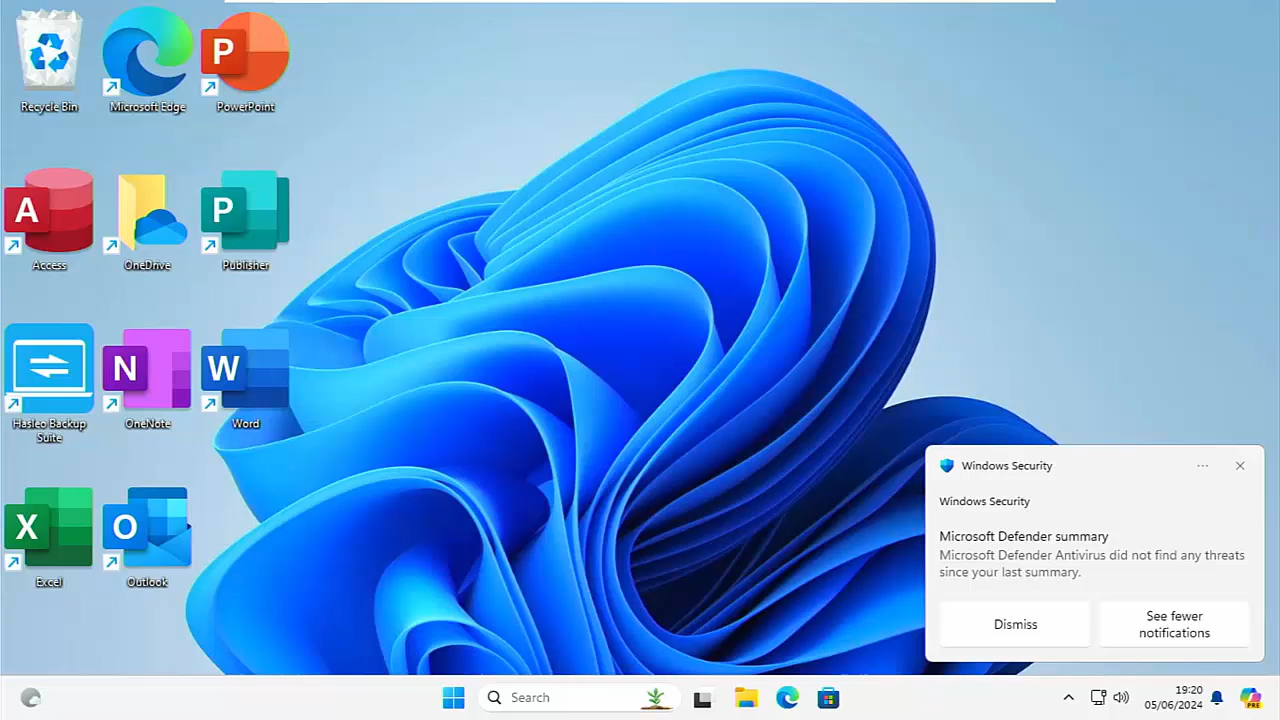 Recycle Bin
Microsoft Edge
PowerPoint
Access
OneDrive
Publisher
Hasleo Backup
Suite
OneNote
Word
Excel
Outlook
Windows Security
Windows Security
Microsoft Defender summary
Microsoft Defender Antivirus did not find any threats
since your last summary.
Dismiss
See fewer
notifications
Search
19:20
05/06/2024
PRE